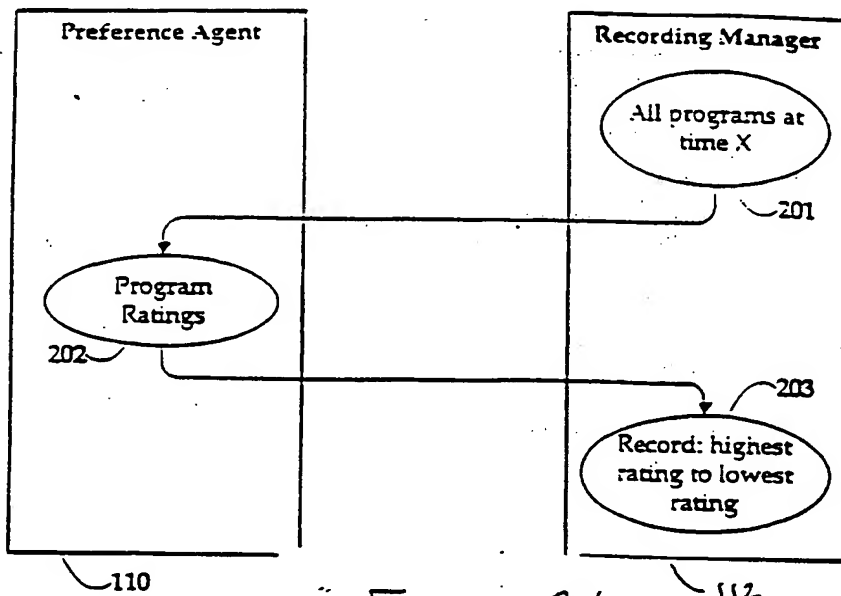 Preference Agent
Recording Manager
All programs at
time X
201
Program
Ratings
202
203
Record: highest
rating to lowest
rating
110
112